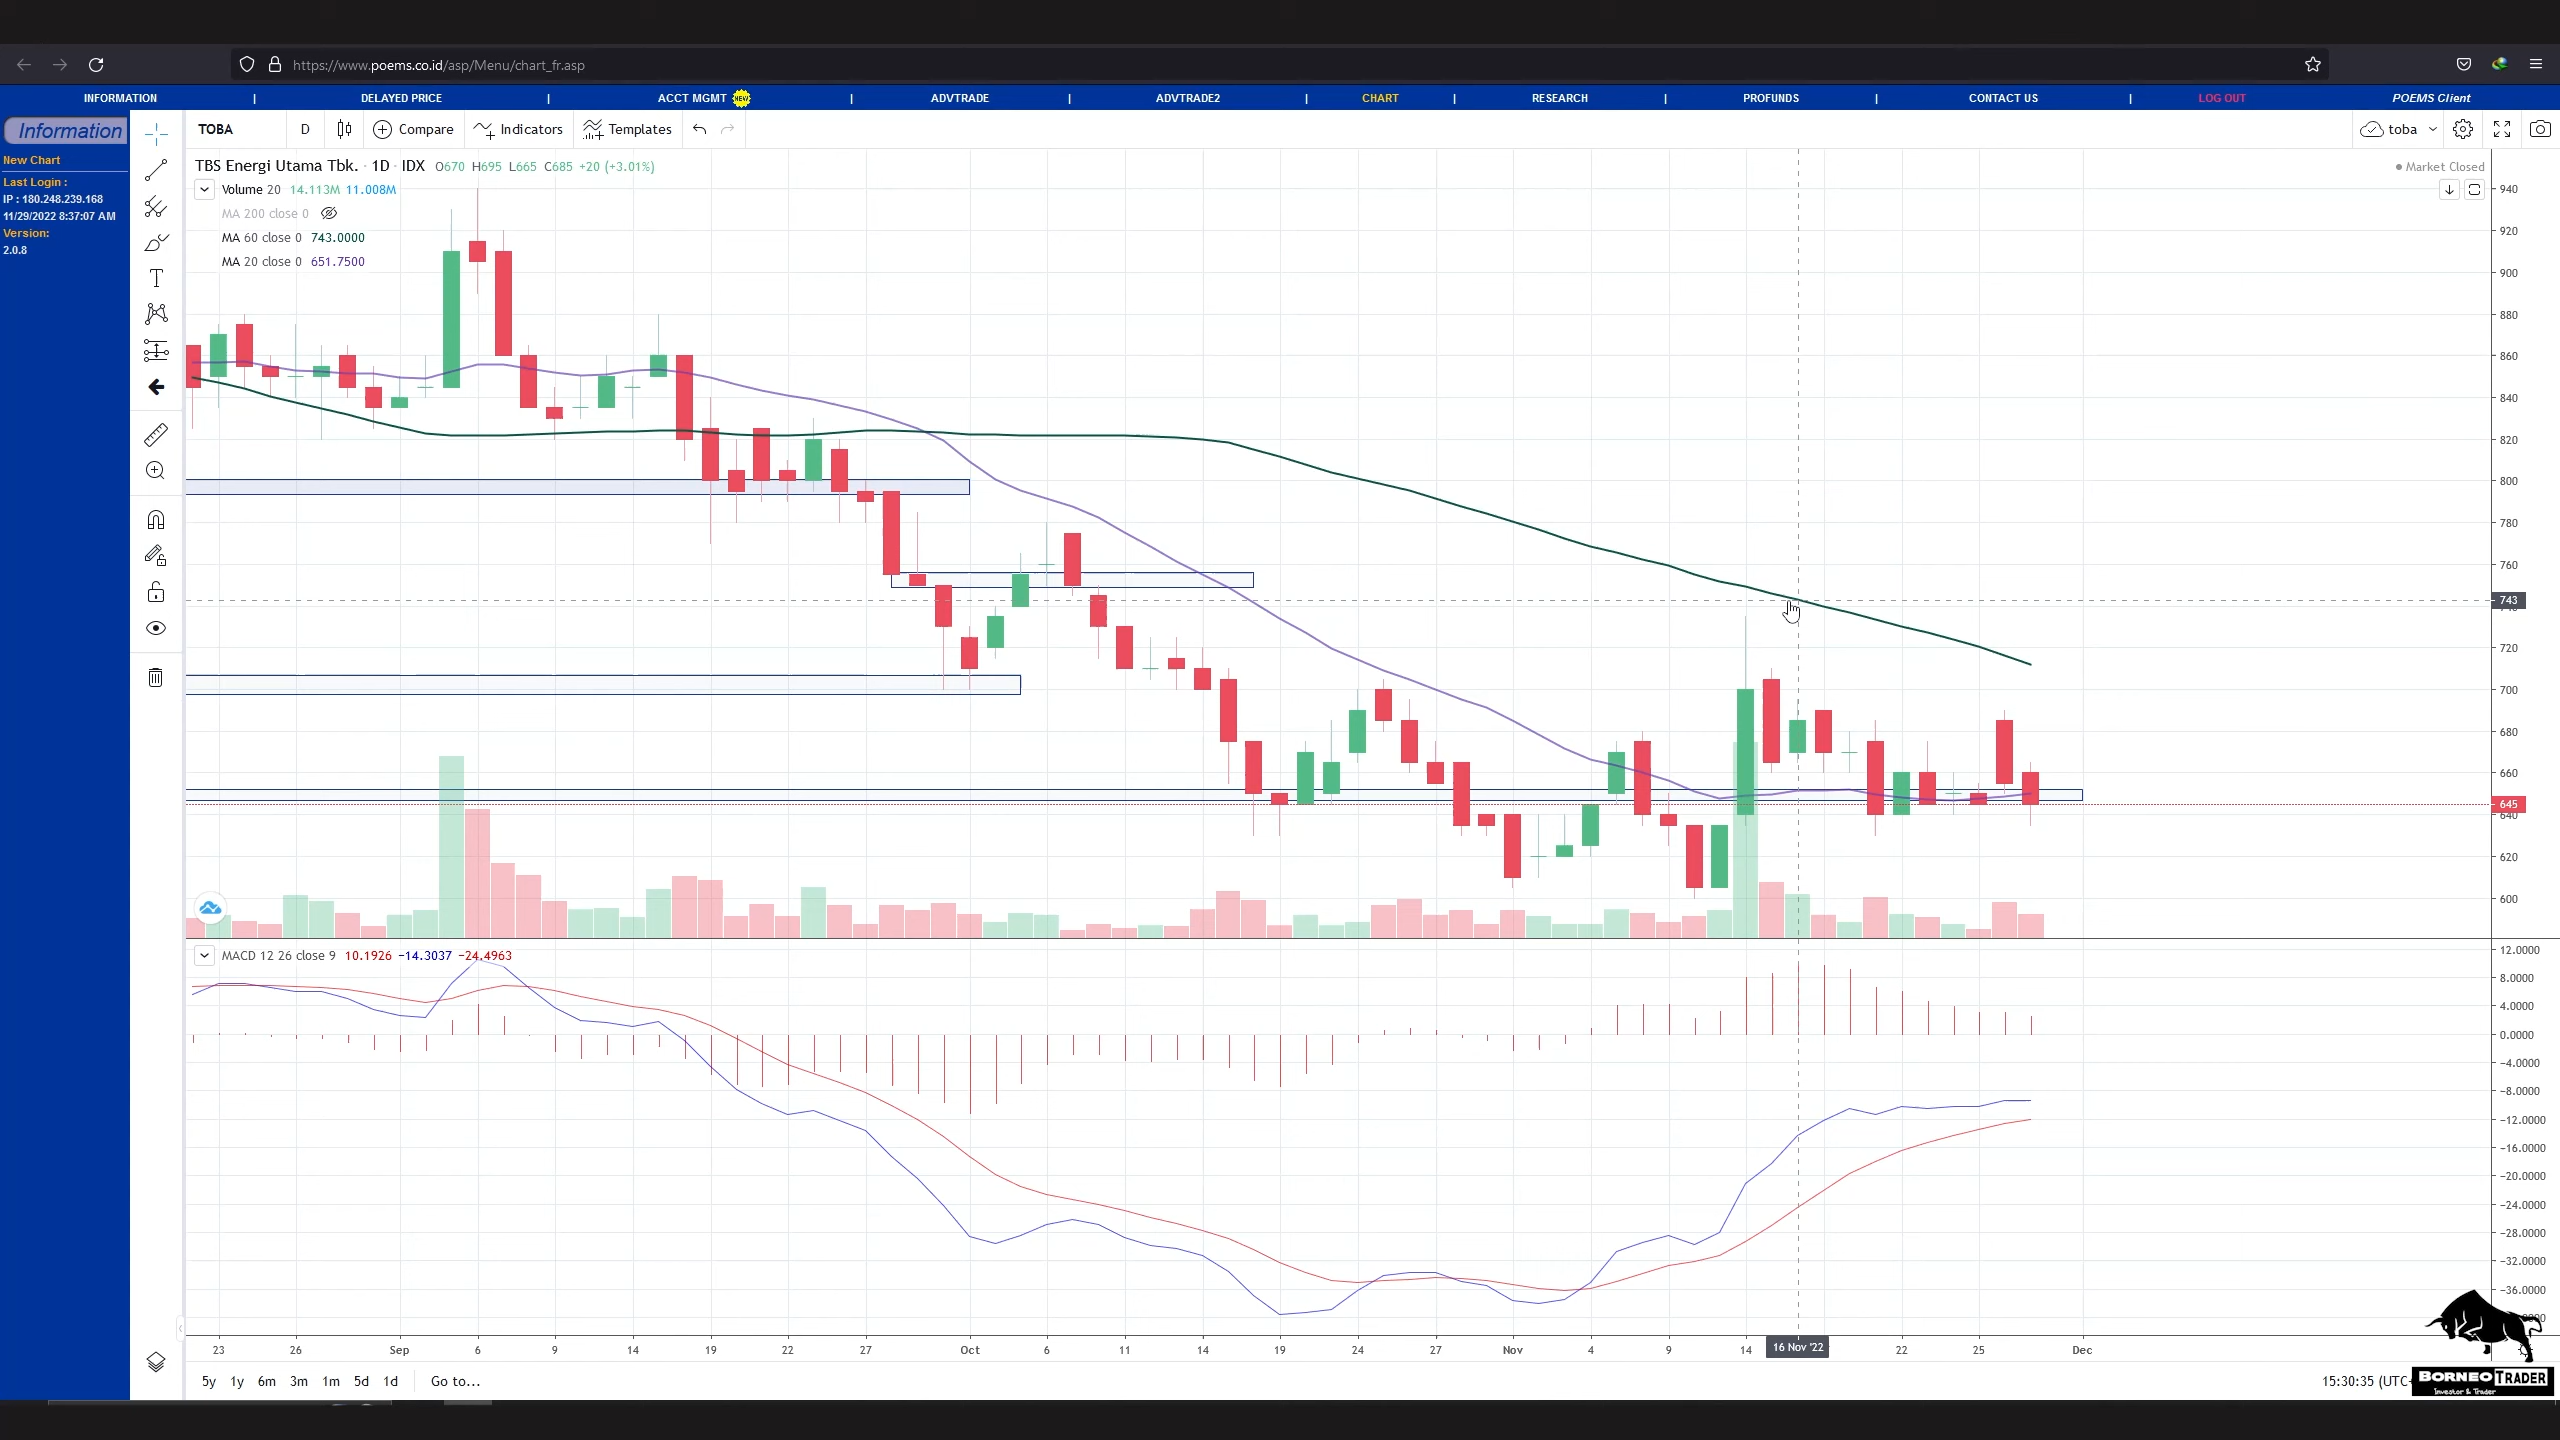 https://www.poems.co.id/asp/Menu/chart_fr.asp
INFORMATION | DELAYED PRICE | ACCT MGMT NEW | ADVTRADE | ADVTRADE2 | CHART | RESEARCH | PROFUNDS | CONTACT US | LOG OUT POEMS Client
Information
New Chart
Last Login :
IP : 180.248.239.168
11/29/2022 8:37:07 AM
Version:
2.0.8
TOBA D Compare Indicators Templates toba
TBS Energi Utama Tbk. · 1D · IDX O670 H695 L665 C685 +20 (+3.01%)
Market Closed
Volume 20 14.113M 11.008M
MA 200 close 0
MA 60 close 0 743.0000
MA 20 close 0 651.7500
940
920
900
880
860
840
820
800
780
760
743
720
700
680
660
645
640
620
600
MACD 12 26 close 9 10.1926 −14.3037 −24.4963
12.0000
8.0000
4.0000
0.0000
−4.0000
−8.0000
−12.0000
−16.0000
−20.0000
−24.0000
−28.0000
−32.0000
−36.0000
23 26 Sep 6 9 14 19 22 27 Oct 6 11 14 19 24 27 Nov 4 9 14 16 Nov '22 22 25 Dec
5y 1y 6m 3m 1m 5d 1d Go to...
15:30:35 (UTC+
BORNEO TRADER
Investor & Trader